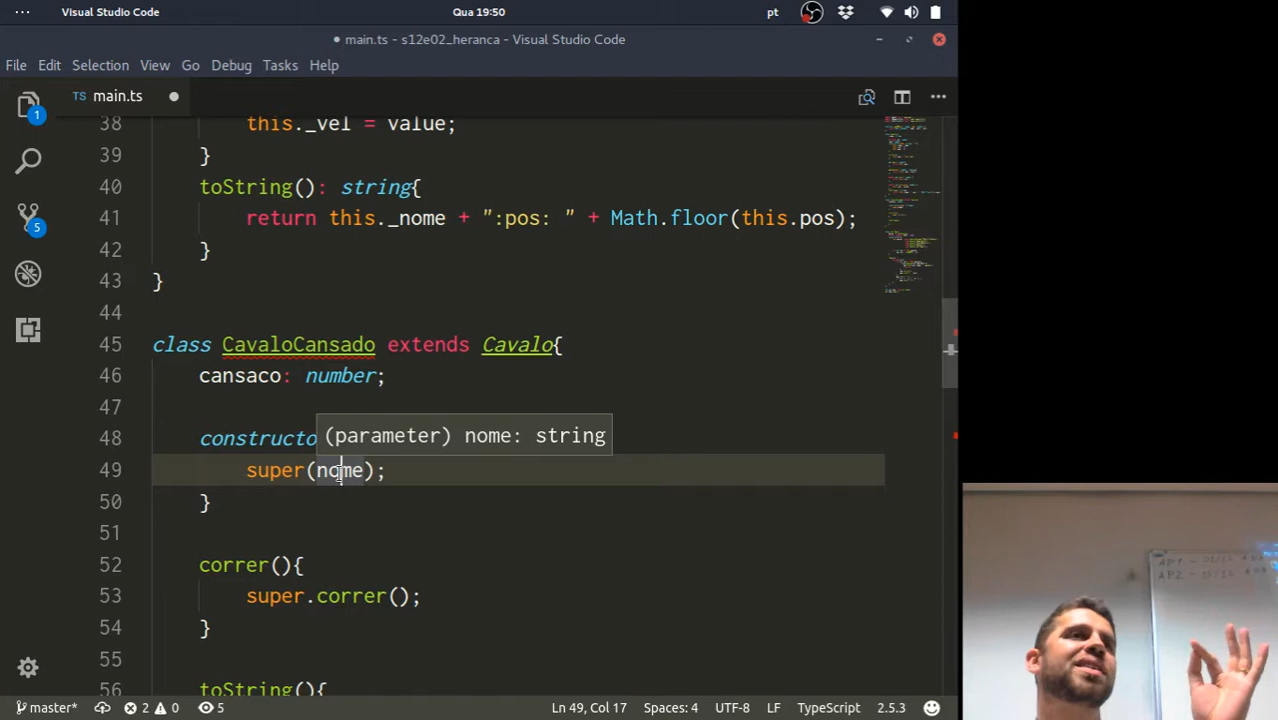 Visual Studio Code
Qua 19:50
pt
main.ts - s12e02_heranca - Visual Studio Code
File Edit Selection View Go Debug Tasks Help
TS main.ts
1
5
38 this._vel = value;
39 }
40 toString(): string{
41 return this._nome + ":pos: " + Math.floor(this.pos);
42 }
43 }
44
45 class CavaloCansado extends Cavalo{
46 cansaco: number;
47
48 constructo
(parameter) nome: string
49 super(nome);
50 }
51
52 correr(){
53 super.correr();
54 }
55
56 toString(){
master* 2 0 5 Ln 49, Col 17 Spaces: 4 UTF-8 LF TypeScript 2.5.3